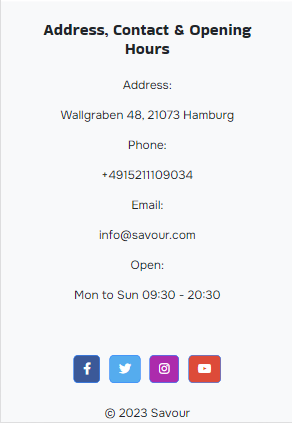 Address, Contact & Opening
Hours
Address:
Wallgraben 48, 21073 Hamburg
Phone:
+4915211109034
Email:
info@savour.com
Open:
Mon to Sun 09:30 - 20:30
© 2023 Savour